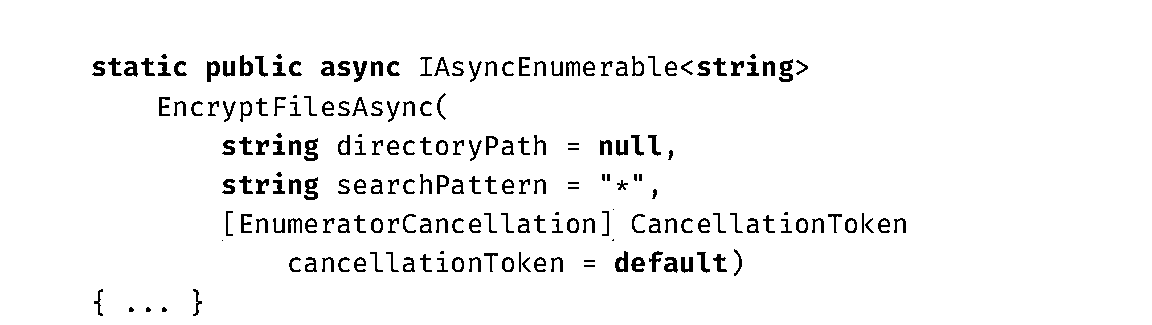 static public async IAsyncEnumerable<string>
    EncryptFilesAsync(
        string directoryPath = null,
        string searchPattern = "*",
        [EnumeratorCancellation] CancellationToken
            cancellationToken = default)
{ ... }